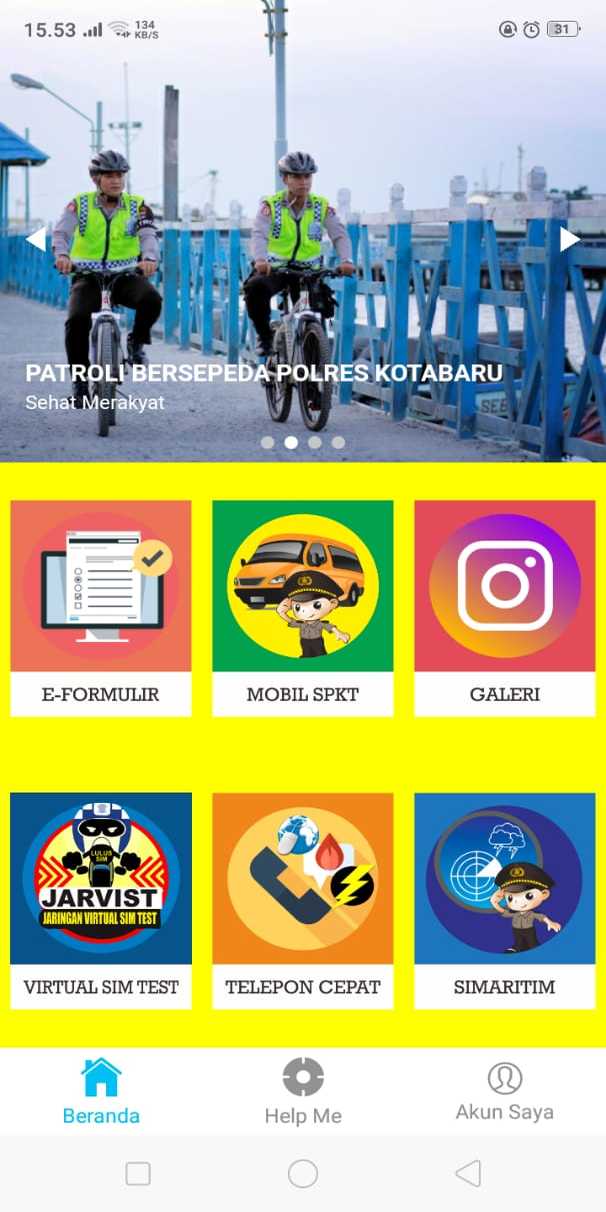 15.53
134
KB/S
31
PATROLI BERSEPEDA POLRES KOTABARU
Sehat Merakyat
SEE
E-FORMULIR
MOBIL SPKT
GALERI
LULUS
SIM
JARVIST
JARINGAN VIRTUAL SIM TEST
VIRTUAL SIM TEST
TELEPON CEPAT
SIMARITIM
Beranda
Help Me
Akun Saya